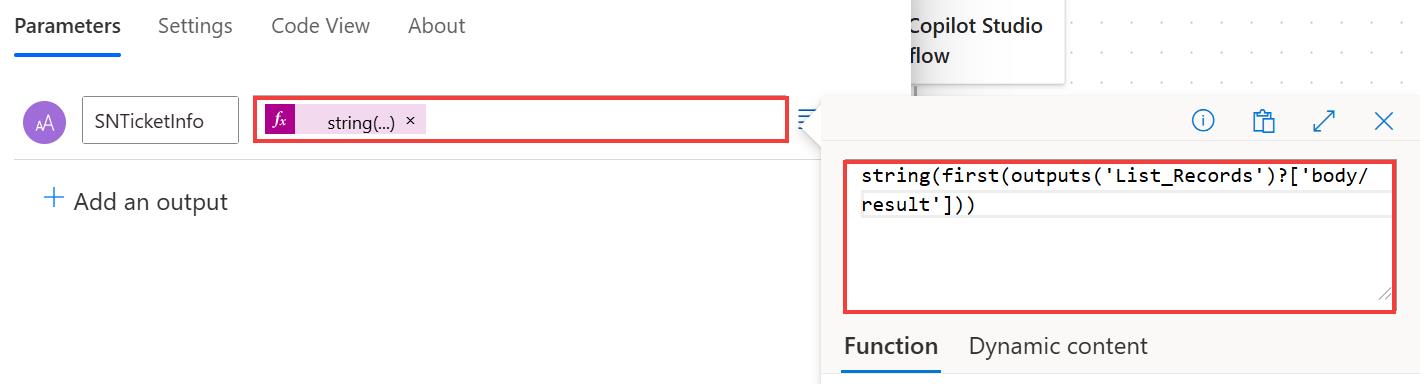 Parameters Settings Code View About
Copilot Studio
flow
AA SNTicketInfo fx string(...) ×
string(first(outputs('List_Records')?['body/
result']))
Add an output
Function Dynamic content